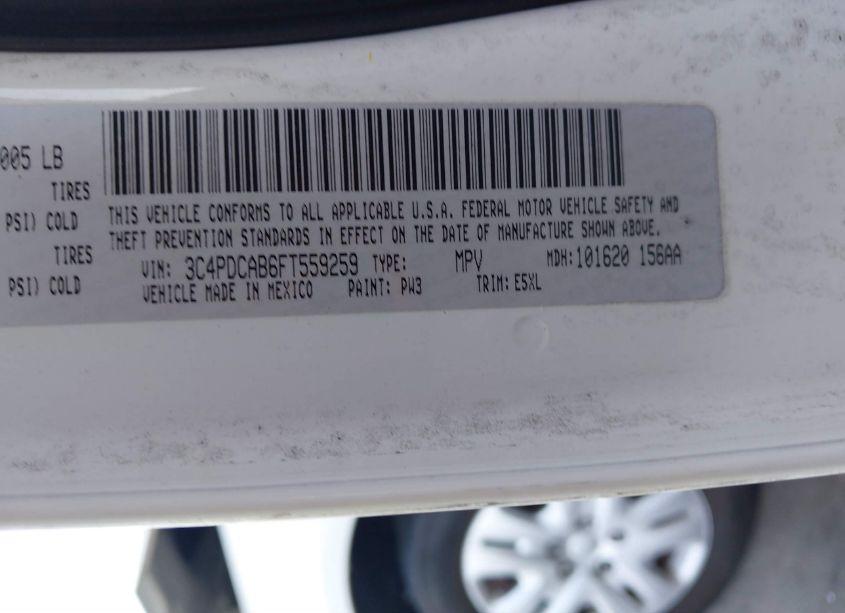 005 LB
TIRES
PSI) COLD
TIRES
PSI) COLD
THIS VEHICLE CONFORMS TO ALL APPLICABLE U.S.A. FEDERAL MOTOR VEHICLE SAFETY AND
THEFT PREVENTION STANDARDS IN EFFECT ON THE DATE OF MANUFACTURE SHOWN ABOVE.
VIN: 3C4PDCAB6FT559259 TYPE: MPV MDH:101620 156AA
VEHICLE MADE IN MEXICO PAINT: PW3 TRIM: E5XL